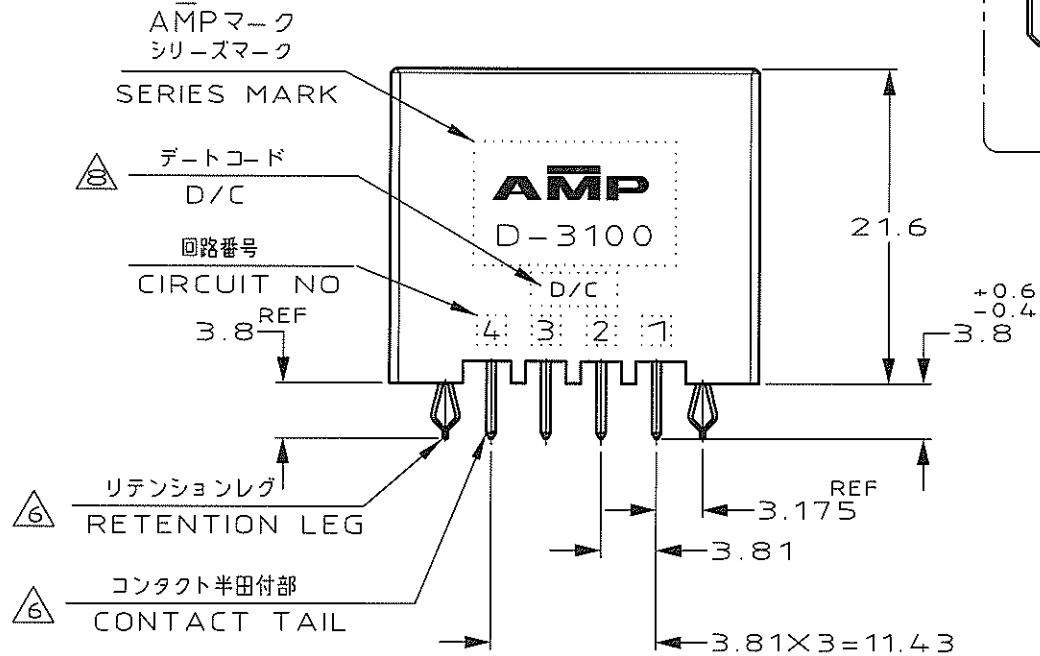 AMPマーク
シリーズマーク
SERIES MARK
8
デートコード
D/C
回路番号
CIRCUIT NO
3.8 REF
AMP
D-3100
D/C
4 3 2 1
21.6
+0.6
-0.4
3.8
6
リテンションレグ
RETENTION LEG
6
コンタクト半田付部
CONTACT TAIL
3.175 REF
3.81
3.81X3=11.43